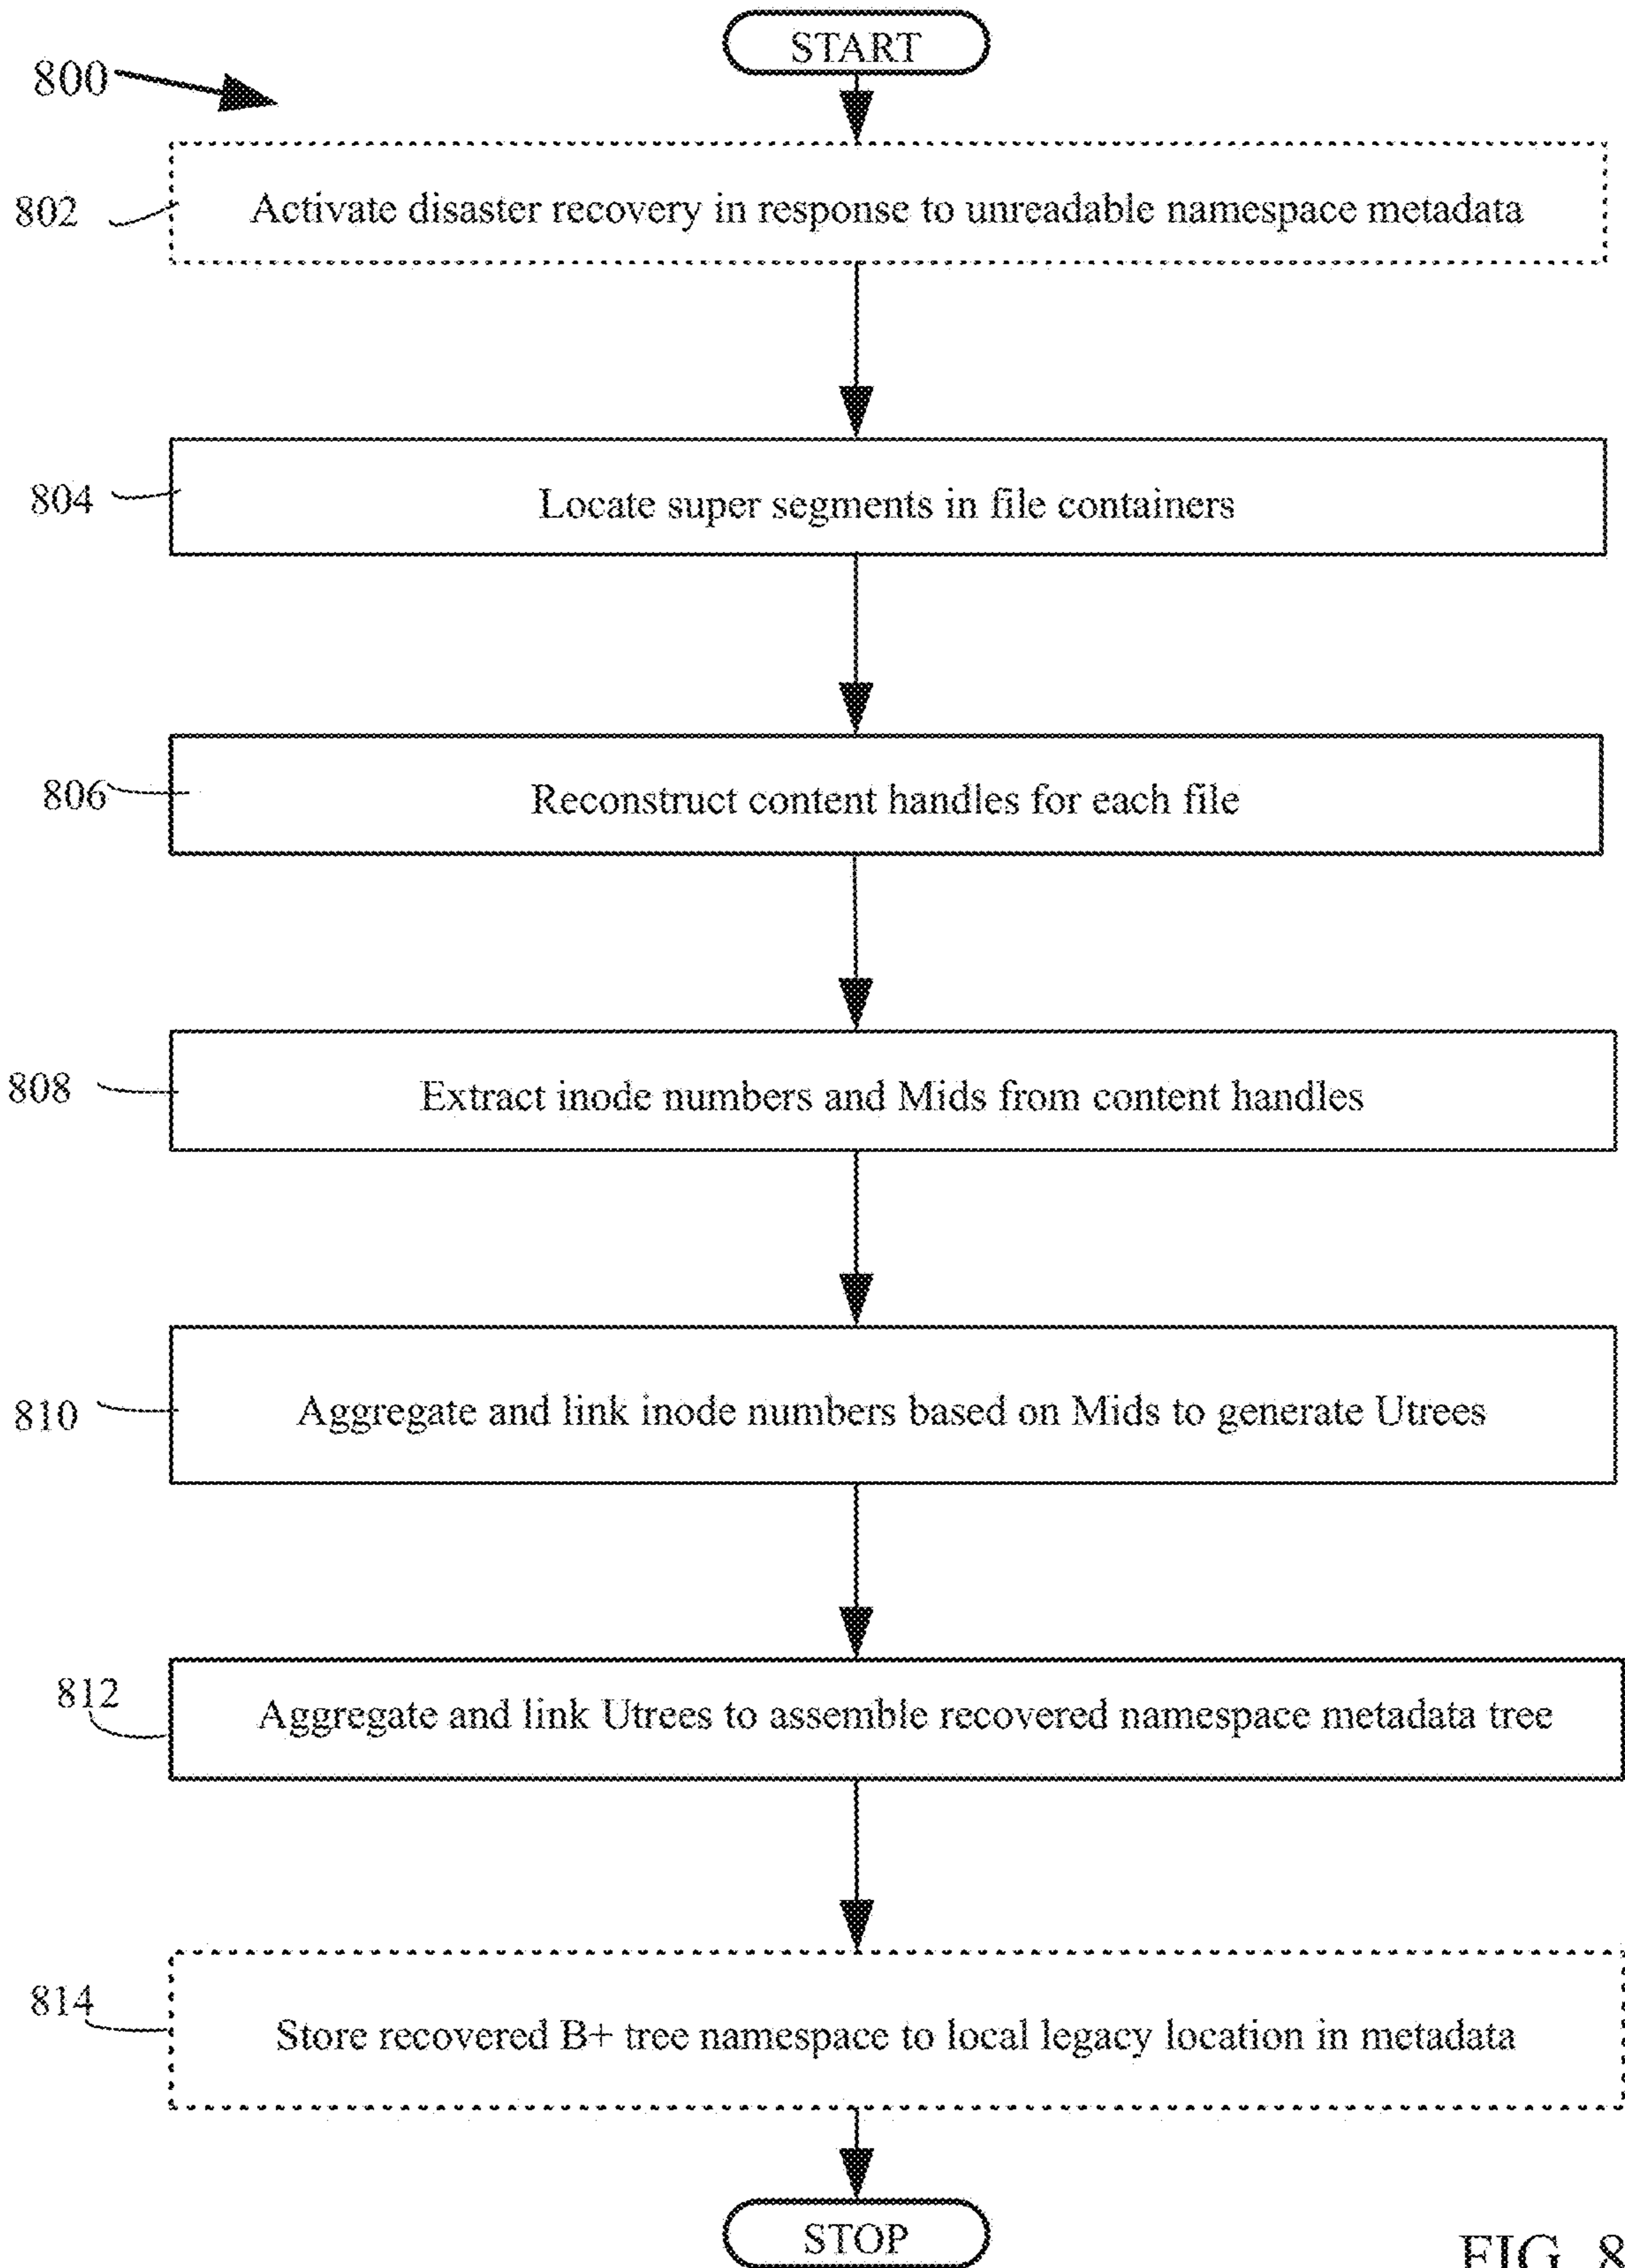 START
800
802
Activate disaster recovery in response to unreadable namespace metadata
804
Locate super segments in file containers
806
Reconstruct content handles for each file
808
Extract inode numbers and Mids from content handles
810
Aggregate and link inode numbers based on Mids to generate Utrees
812
Aggregate and link Utrees to assemble recovered namespace metadata tree
814
Store recovered B+ tree namespace to local legacy location in metadata
STOP
FIG. 8